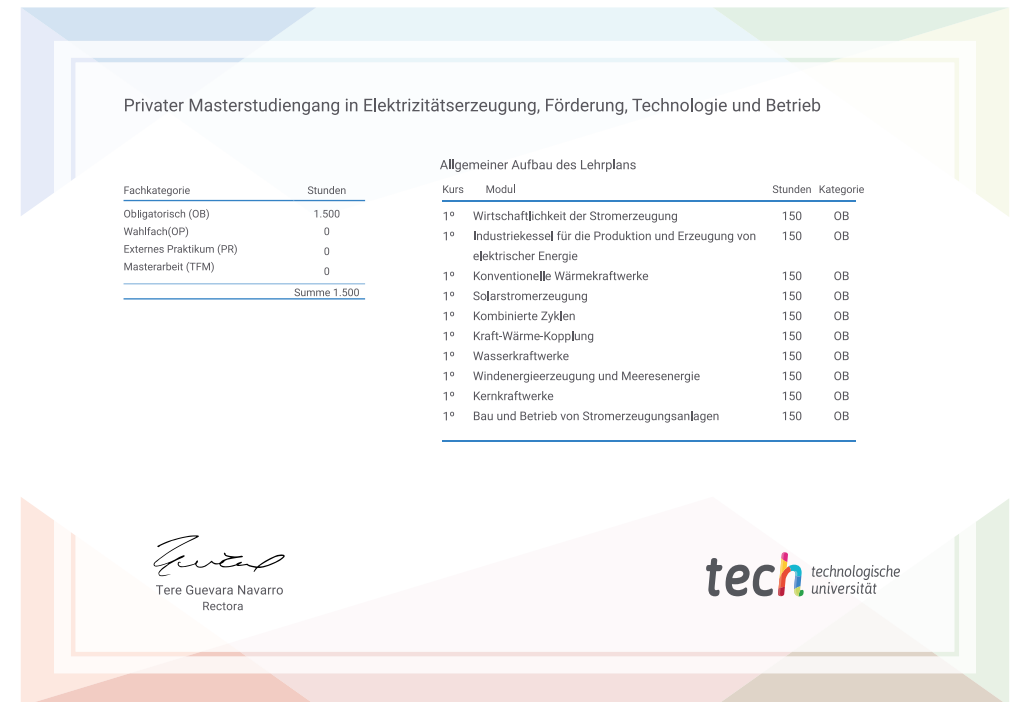 Privater Masterstudiengang in Elektrizitätserzeugung, Förderung, Technologie und Betrieb
Fachkategorie Stunden
Obligatorisch (OB) 1.500
Wahlfach(OP) 0
Externes Praktikum (PR) 0
Masterarbeit (TFM) 0
Summe 1.500
Allgemeiner Aufbau des Lehrplans
Kurs Modul Stunden Kategorie
1º Wirtschaftlichkeit der Stromerzeugung 150 OB
1º Industriekessel für die Produktion und Erzeugung von 150 OB
elektrischer Energie
1º Konventionelle Wärmekraftwerke 150 OB
1º Solarstromerzeugung 150 OB
1º Kombinierte Zyklen 150 OB
1º Kraft-Wärme-Kopplung 150 OB
1º Wasserkraftwerke 150 OB
1º Windenergieerzeugung und Meeresenergie 150 OB
1º Kernkraftwerke 150 OB
1º Bau und Betrieb von Stromerzeugungsanlagen 150 OB
Tere Guevara Navarro
Rectora
tech technologische
universität